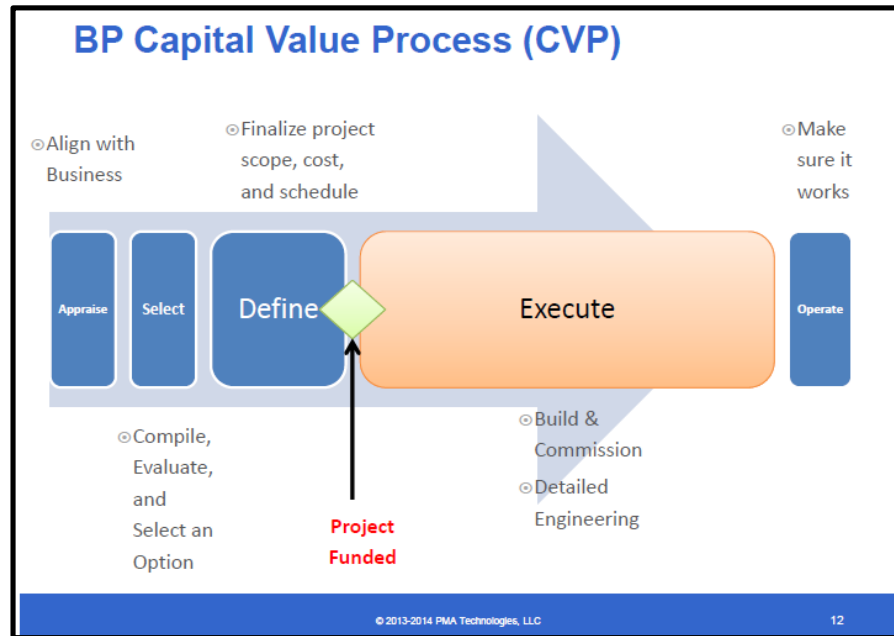 BP Capital Value Process (CVP)
⦿Align with
Business
⦿Finalize project
scope, cost,
and schedule
⦿Make
sure it
works
Appraise
Select
Define
Execute
Operate
⦿Compile,
Evaluate,
and
Select an
Option
Project
Funded
⦿Build &
Commission
⦿Detailed
Engineering
© 2013-2014 PMA Technologies, LLC
12